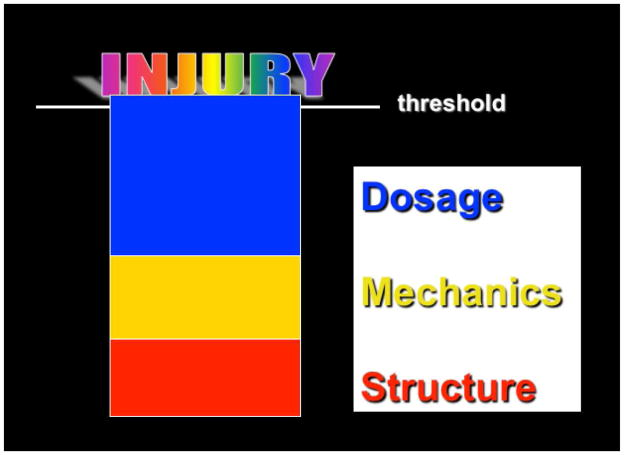 INJURY
threshold
Dosage
Mechanics
Structure